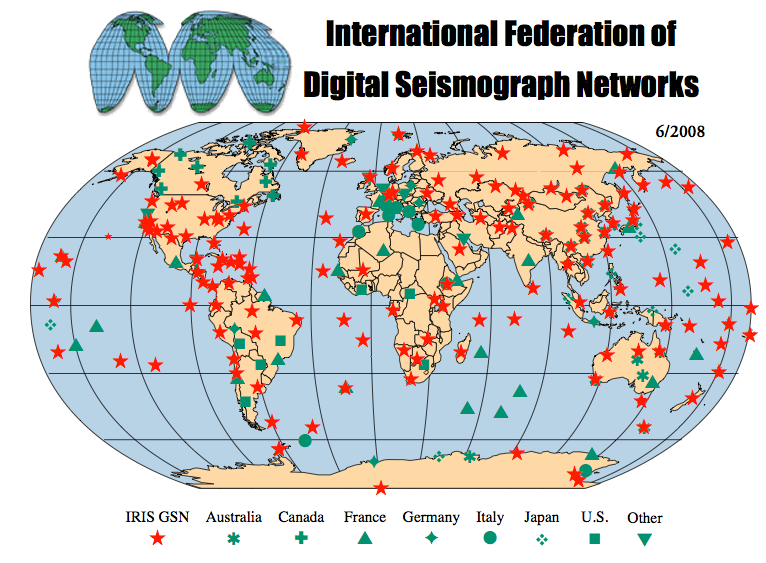 International Federation of
Digital Seismograph Networks
6/2008
IRIS GSN Australia Canada France Germany Italy Japan U.S. Other